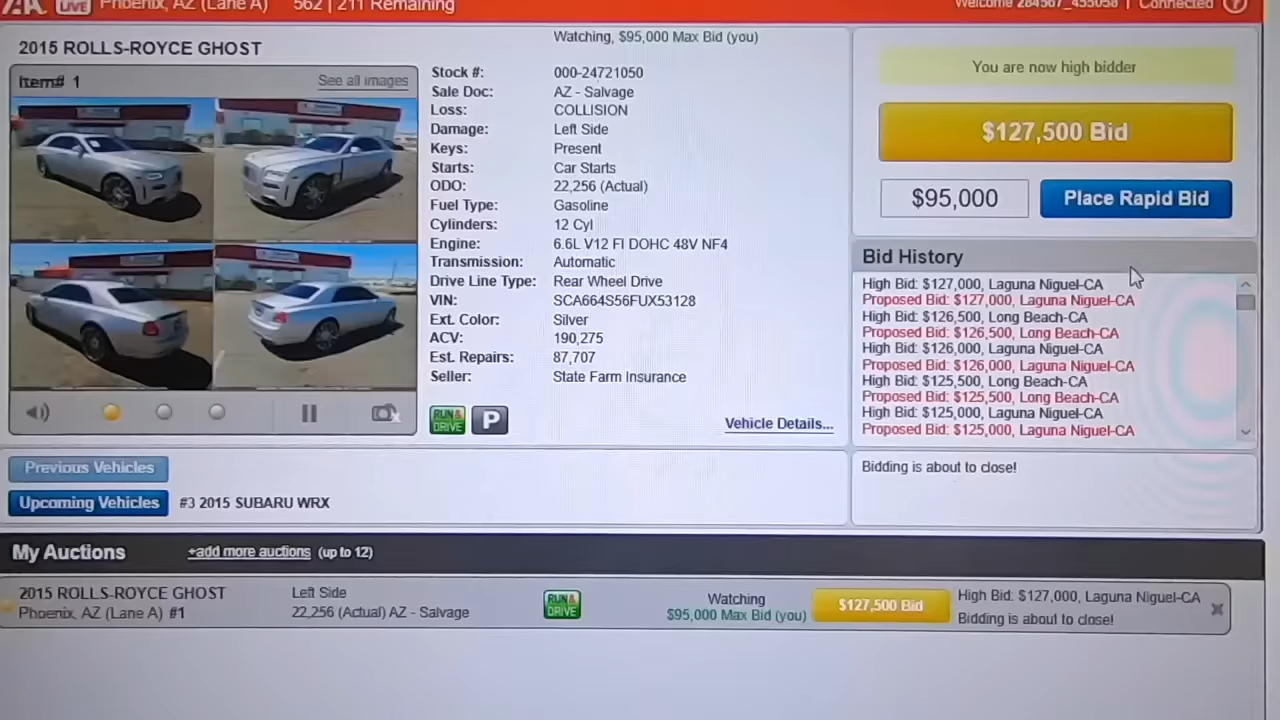 LIVE Phoenix, AZ (Lane A) 562 | 211 Remaining
Welcome 284567_455058 | Connected ?
2015 ROLLS-ROYCE GHOST
Watching, $95,000 Max Bid (you)
Item# 1 See all images
Stock #: 000-24721050
Sale Doc: AZ - Salvage
Loss: COLLISION
Damage: Left Side
Keys: Present
Starts: Car Starts
ODO: 22,256 (Actual)
Fuel Type: Gasoline
Cylinders: 12 Cyl
Engine: 6.6L V12 FI DOHC 48V NF4
Transmission: Automatic
Drive Line Type: Rear Wheel Drive
VIN: SCA664S56FUX53128
Ext. Color: Silver
ACV: 190,275
Est. Repairs: 87,707
Seller: State Farm Insurance
RUN & DRIVE P
Vehicle Details...
You are now high bidder
$127,500 Bid
$95,000 Place Rapid Bid
Bid History
High Bid: $127,000, Laguna Niguel-CA
Proposed Bid: $127,000, Laguna Niguel-CA
High Bid: $126,500, Long Beach-CA
Proposed Bid: $126,500, Long Beach-CA
High Bid: $126,000, Laguna Niguel-CA
Proposed Bid: $126,000, Laguna Niguel-CA
High Bid: $125,500, Long Beach-CA
Proposed Bid: $125,500, Long Beach-CA
High Bid: $125,000, Laguna Niguel-CA
Proposed Bid: $125,000, Laguna Niguel-CA
Bidding is about to close!
Previous Vehicles
Upcoming Vehicles #3 2015 SUBARU WRX
My Auctions +add more auctions (up to 12)
2015 ROLLS-ROYCE GHOST
Phoenix, AZ (Lane A) #1
Left Side
22,256 (Actual) AZ - Salvage
RUN & DRIVE
Watching
$95,000 Max Bid (you)
$127,500 Bid
High Bid: $127,000, Laguna Niguel-CA
Bidding is about to close!